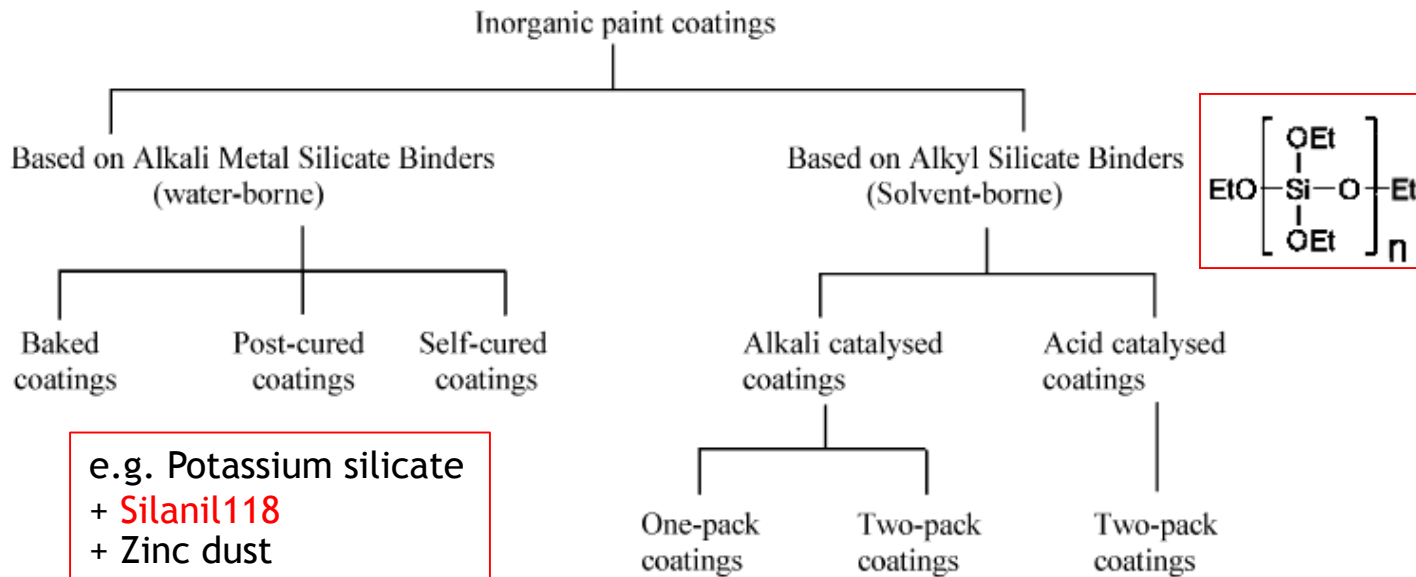 Inorganic paint coatings
Based on Alkali Metal Silicate Binders
(water-borne)
Based on Alkyl Silicate Binders
(Solvent-borne)
OEt
EtO
Si
O
Et
OEt
n
Baked
coatings
Post-cured
coatings
Self-cured
coatings
Alkali catalysed
coatings
Acid catalysed
coatings
e.g. Potassium silicate
+ Silanil118
+ Zinc dust
One-pack
coatings
Two-pack
coatings
Two-pack
coatings